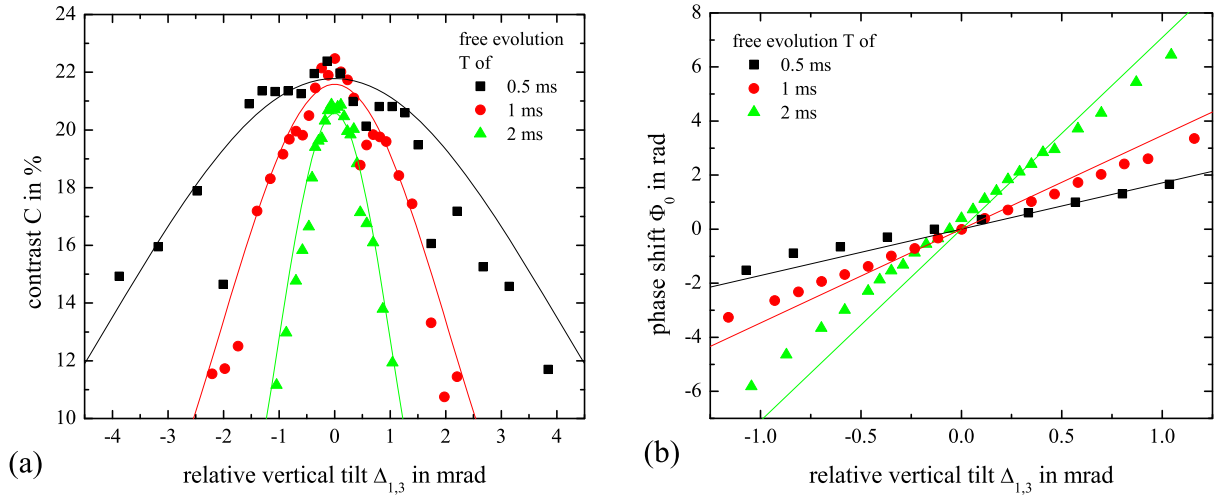 24
22
20
18
16
14
12
10
contrast C in %
free evolution
T of
0.5 ms
1 ms
2 ms
-4 -3 -2 -1 0 1 2 3 4
relative vertical tilt Δ1,3 in mrad
(a)
8
6
4
2
0
-2
-4
-6
phase shift Φ0 in rad
free evolution T of
0.5 ms
1 ms
2 ms
-1.0 -0.5 0.0 0.5 1.0
relative vertical tilt Δ1,3 in mrad
(b)